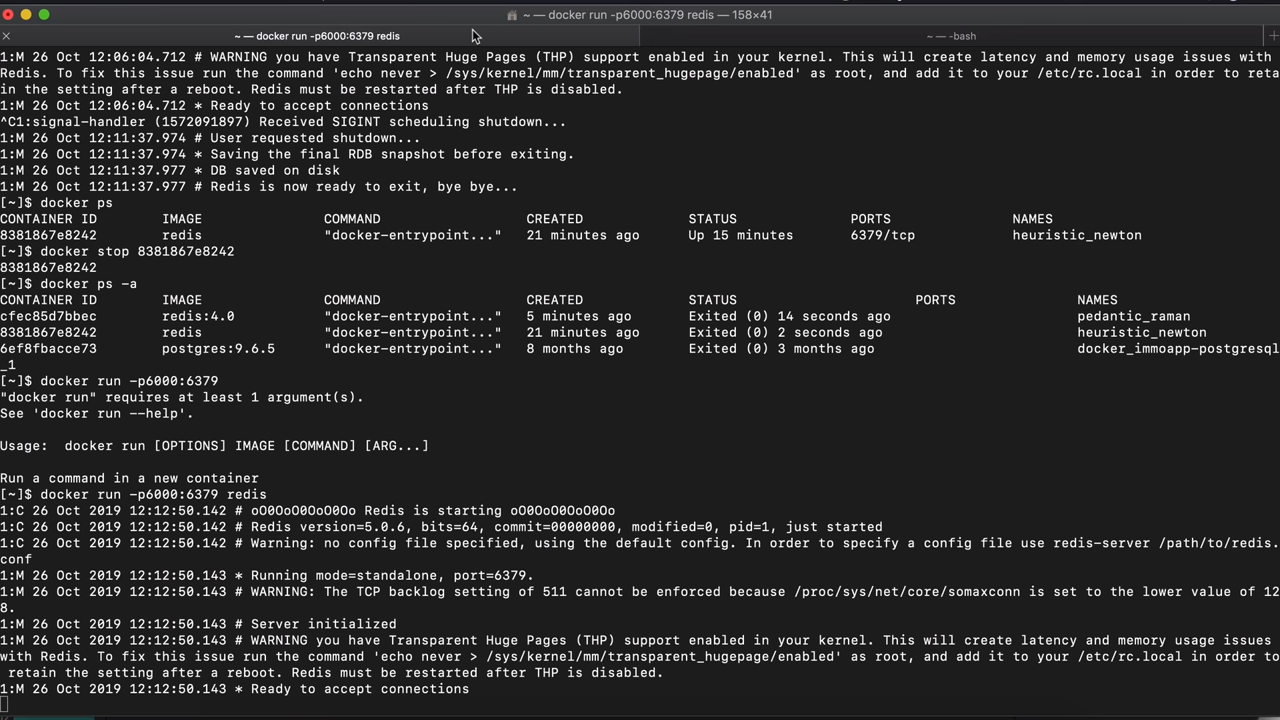 ~ — docker run -p6000:6379 redis — 158×41
~ — docker run -p6000:6379 redis
~ — -bash
1:M 26 Oct 12:06:04.712 # WARNING you have Transparent Huge Pages (THP) support enabled in your kernel. This will create latency and memory usage issues with
Redis. To fix this issue run the command 'echo never > /sys/kernel/mm/transparent_hugepage/enabled' as root, and add it to your /etc/rc.local in order to reta
in the setting after a reboot. Redis must be restarted after THP is disabled.
1:M 26 Oct 12:06:04.712 * Ready to accept connections
^C1:signal-handler (1572091897) Received SIGINT scheduling shutdown...
1:M 26 Oct 12:11:37.974 # User requested shutdown...
1:M 26 Oct 12:11:37.974 * Saving the final RDB snapshot before exiting.
1:M 26 Oct 12:11:37.977 * DB saved on disk
1:M 26 Oct 12:11:37.977 # Redis is now ready to exit, bye bye...
[~]$ docker ps
CONTAINER ID IMAGE COMMAND CREATED STATUS PORTS NAMES
8381867e8242 redis "docker-entrypoint..." 21 minutes ago Up 15 minutes 6379/tcp heuristic_newton
[~]$ docker stop 8381867e8242
8381867e8242
[~]$ docker ps -a
CONTAINER ID IMAGE COMMAND CREATED STATUS PORTS NAMES
cfec85d7bbec redis:4.0 "docker-entrypoint..." 5 minutes ago Exited (0) 14 seconds ago pedantic_raman
8381867e8242 redis "docker-entrypoint..." 21 minutes ago Exited (0) 2 seconds ago heuristic_newton
6ef8fbacce73 postgres:9.6.5 "docker-entrypoint..." 8 months ago Exited (0) 3 months ago docker_immoapp-postgresql
_1
[~]$ docker run -p6000:6379
"docker run" requires at least 1 argument(s).
See 'docker run --help'.
Usage:  docker run [OPTIONS] IMAGE [COMMAND] [ARG...]
Run a command in a new container
[~]$ docker run -p6000:6379 redis
1:C 26 Oct 2019 12:12:50.142 # oO0OoO0OoO0Oo Redis is starting oO0OoO0OoO0Oo
1:C 26 Oct 2019 12:12:50.142 # Redis version=5.0.6, bits=64, commit=00000000, modified=0, pid=1, just started
1:C 26 Oct 2019 12:12:50.142 # Warning: no config file specified, using the default config. In order to specify a config file use redis-server /path/to/redis.
conf
1:M 26 Oct 2019 12:12:50.143 * Running mode=standalone, port=6379.
1:M 26 Oct 2019 12:12:50.143 # WARNING: The TCP backlog setting of 511 cannot be enforced because /proc/sys/net/core/somaxconn is set to the lower value of 12
8.
1:M 26 Oct 2019 12:12:50.143 # Server initialized
1:M 26 Oct 2019 12:12:50.143 # WARNING you have Transparent Huge Pages (THP) support enabled in your kernel. This will create latency and memory usage issues
with Redis. To fix this issue run the command 'echo never > /sys/kernel/mm/transparent_hugepage/enabled' as root, and add it to your /etc/rc.local in order to
retain the setting after a reboot. Redis must be restarted after THP is disabled.
1:M 26 Oct 2019 12:12:50.143 * Ready to accept connections